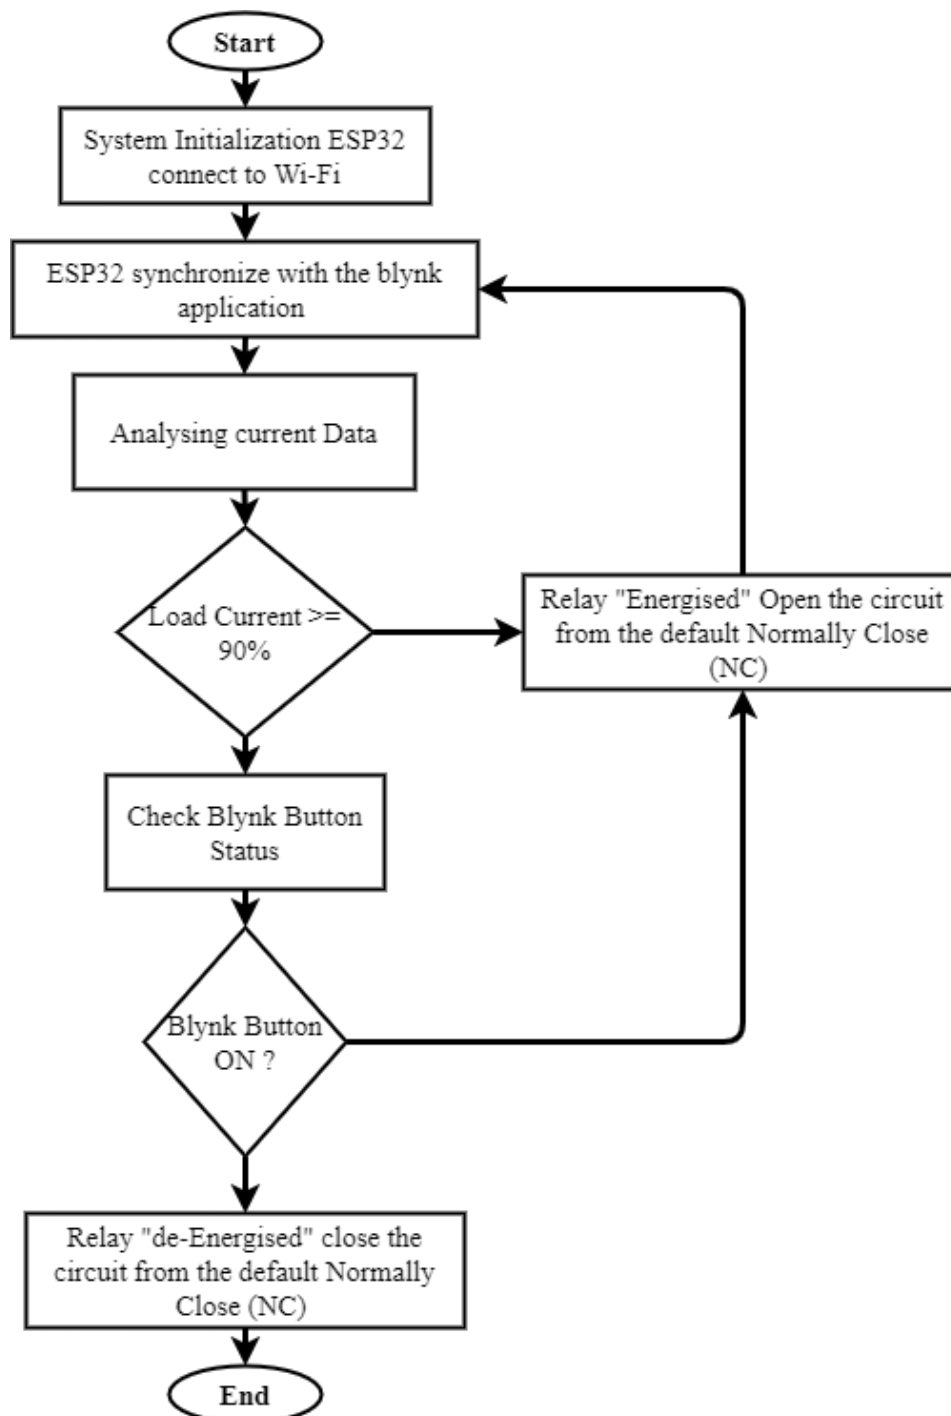 Start
System Initialization ESP32
connect to Wi-Fi
ESP32 synchronize with the blynk
application
Analysing current Data
Load Current >=
90%
Relay "Energised" Open the circuit
from the default Normally Close
(NC)
Check Blynk Button
Status
Blynk Button
ON ?
Relay "de-Energised" close the
circuit from the default Normally
Close (NC)
End